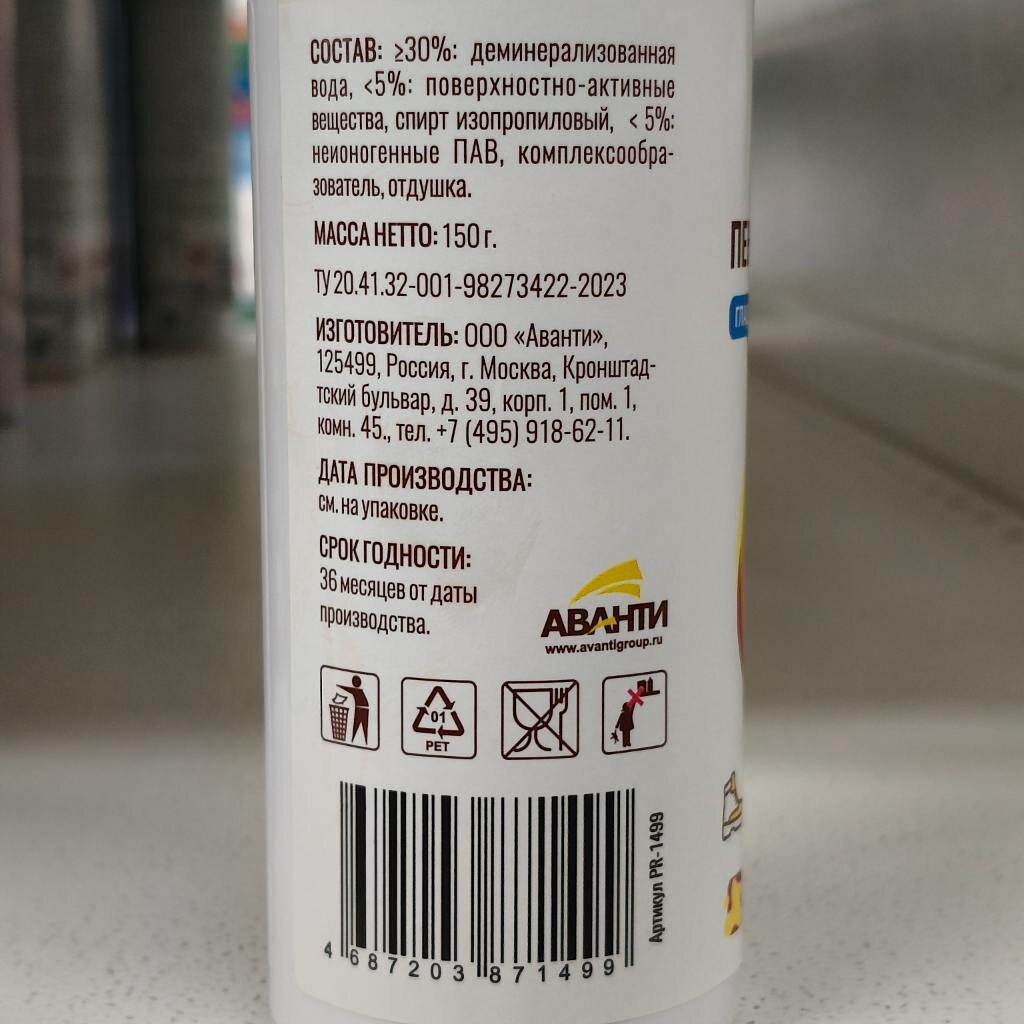 СОСТАВ: ≥30%: деминерализованная
вода, <5%: поверхностно-активные
вещества, спирт изопропиловый, < 5%:
неионогенные ПАВ, комплексообра-
зователь, отдушка.
МАССА НЕТТО: 150 г.
ТУ 20.41.32-001-98273422-2023
ИЗГОТОВИТЕЛЬ: ООО «Аванти»,
125499, Россия, г. Москва, Кронштад-
тский бульвар, д. 39, корп. 1, пом. 1,
комн. 45., тел. +7 (495) 918-62-11.
ДАТА ПРОИЗВОДСТВА:
см. на упаковке.
СРОК ГОДНОСТИ:
36 месяцев от даты
производства.
АВАНТИ
www.avantigroup.ru
01
PET
Артикул PR-1499
4 687203 871499